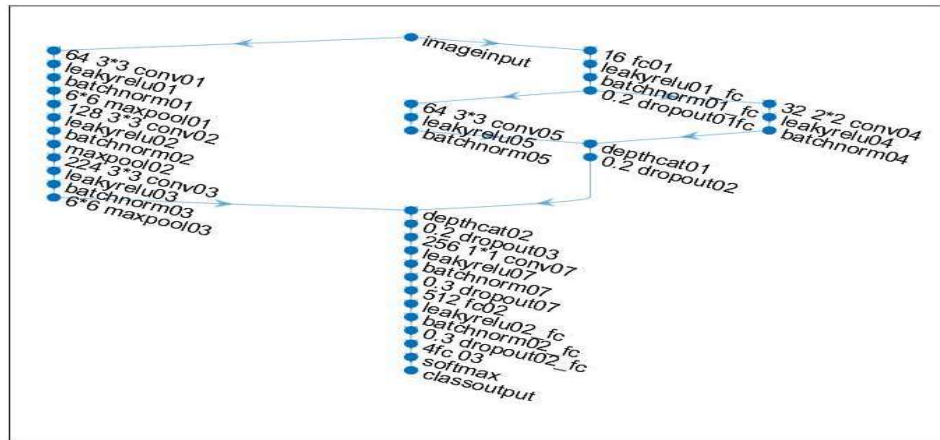 imageinput
64 3*3 conv01
leakyrelu01
batchnorm01
6*6 maxpool01
128 3*3 conv02
leakyrelu02
batchnorm02
maxpool02
224 3*3 conv03
leakyrelu03
batchnorm03
6*6 maxpool03
16 fc01
leakyrelu01_fc
batchnorm01_fc
0.2 dropout01fc
64 3*3 conv05
leakyrelu05
batchnorm05
32 2*2 conv04
leakyrelu04
batchnorm04
depthcat01
0.2 dropout02
depthcat02
0.2 dropout03
256 1*1 conv07
leakyrelu07
batchnorm07
0.3 dropout07
512 fc02
leakyrelu02_fc
batchnorm02_fc
0.3 dropout02_fc
4fc 03
softmax
classoutput